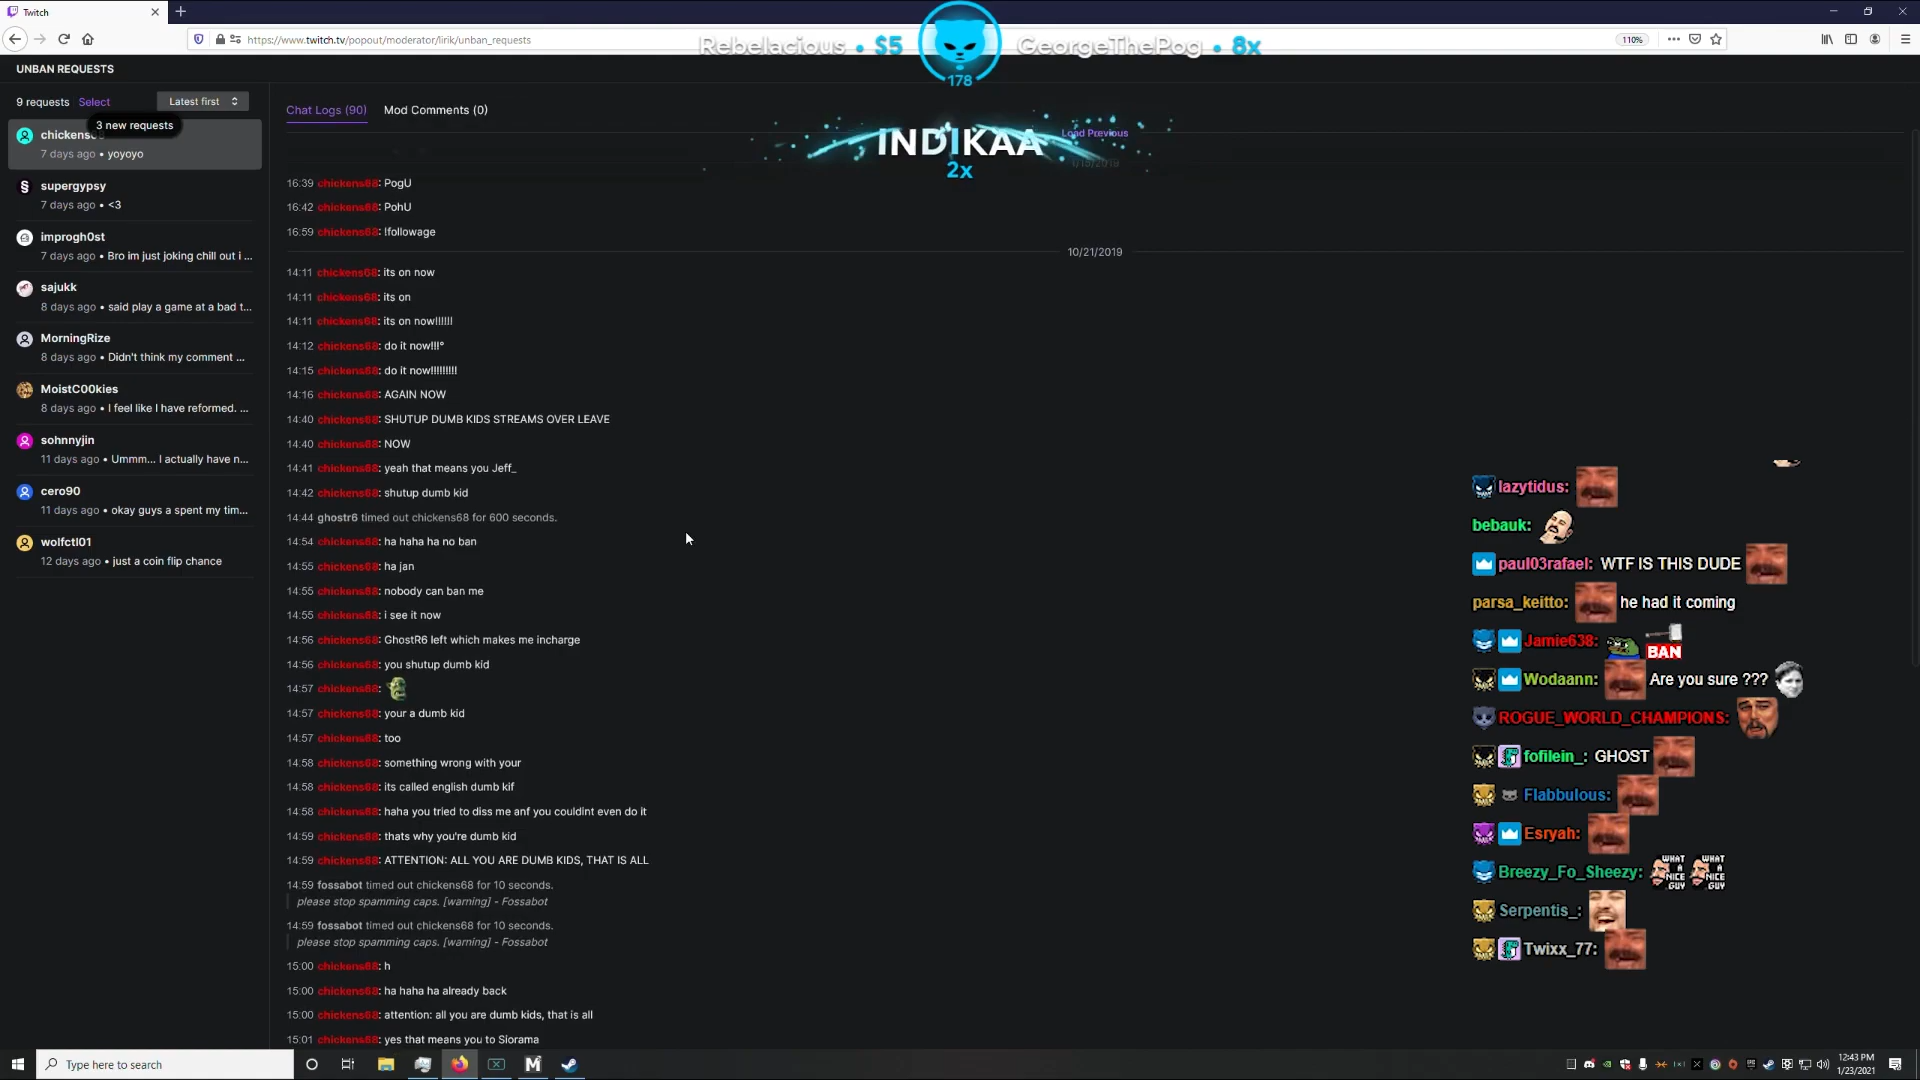 Twitch
https://www.twitch.tv/popout/moderator/lirik/unban_requests
110%
Rebelacious • $5
GeorgeThePog • 8x
178
UNBAN REQUESTS
9 requests Select
Latest first
3 new requests
chickens6
7 days ago • yoyoyo
supergypsy
7 days ago • <3
improgh0st
7 days ago • Bro im just joking chill out i ...
sajukk
8 days ago • said play a game at a bad t...
MorningRize
8 days ago • Didn't think my comment ...
MoistC00kies
8 days ago • I feel like I have reformed. ...
sohnnyjin
11 days ago • Ummm... I actually have n...
cero90
11 days ago • okay guys a spent my tim...
wolfctl01
12 days ago • just a coin flip chance
Chat Logs (90)
Mod Comments (0)
INDIKAA
2x
Load Previous
16:39 chickens68: PogU
16:42 chickens68: PohU
16:59 chickens68: !followage
10/21/2019
14:11 chickens68: its on now
14:11 chickens68: its on
14:11 chickens68: its on now!!!!!!
14:12 chickens68: do it now!!!°
14:15 chickens68: do it now!!!!!!!!!
14:16 chickens68: AGAIN NOW
14:40 chickens68: SHUTUP DUMB KIDS STREAMS OVER LEAVE
14:40 chickens68: NOW
14:41 chickens68: yeah that means you Jeff_
14:42 chickens68: shutup dumb kid
14:44 ghostr6 timed out chickens68 for 600 seconds.
14:54 chickens68: ha haha ha no ban
14:55 chickens68: ha jan
14:55 chickens68: nobody can ban me
14:55 chickens68: i see it now
14:56 chickens68: GhostR6 left which makes me incharge
14:56 chickens68: you shutup dumb kid
14:57 chickens68:
14:57 chickens68: your a dumb kid
14:57 chickens68: too
14:58 chickens68: something wrong with your
14:58 chickens68: its called english dumb kif
14:58 chickens68: haha you tried to diss me anf you couldint even do it
14:59 chickens68: thats why you're dumb kid
14:59 chickens68: ATTENTION: ALL YOU ARE DUMB KIDS, THAT IS ALL
14:59 fossabot timed out chickens68 for 10 seconds.
please stop spamming caps. [warning] - Fossabot
14:59 fossabot timed out chickens68 for 10 seconds.
please stop spamming caps. [warning] - Fossabot
15:00 chickens68: h
15:00 chickens68: ha haha ha already back
15:00 chickens68: attention: all you are dumb kids, that is all
15:01 chickens68: yes that means you to Siorama
lazytidus:
bebauk:
paul03rafael: WTF IS THIS DUDE
parsa_keitto: he had it coming
Jamie638: BAN
Wodaann: Are you sure ???
ROGUE_WORLD_CHAMPIONS:
fofilein_: GHOST
Flabbulous:
Esryah:
Breezy_Fo_Sheezy: WHAT A NICE GUY WHAT A NICE GUY
Serpentis_:
Twixx_77:
Type here to search
12:43 PM
1/23/2021